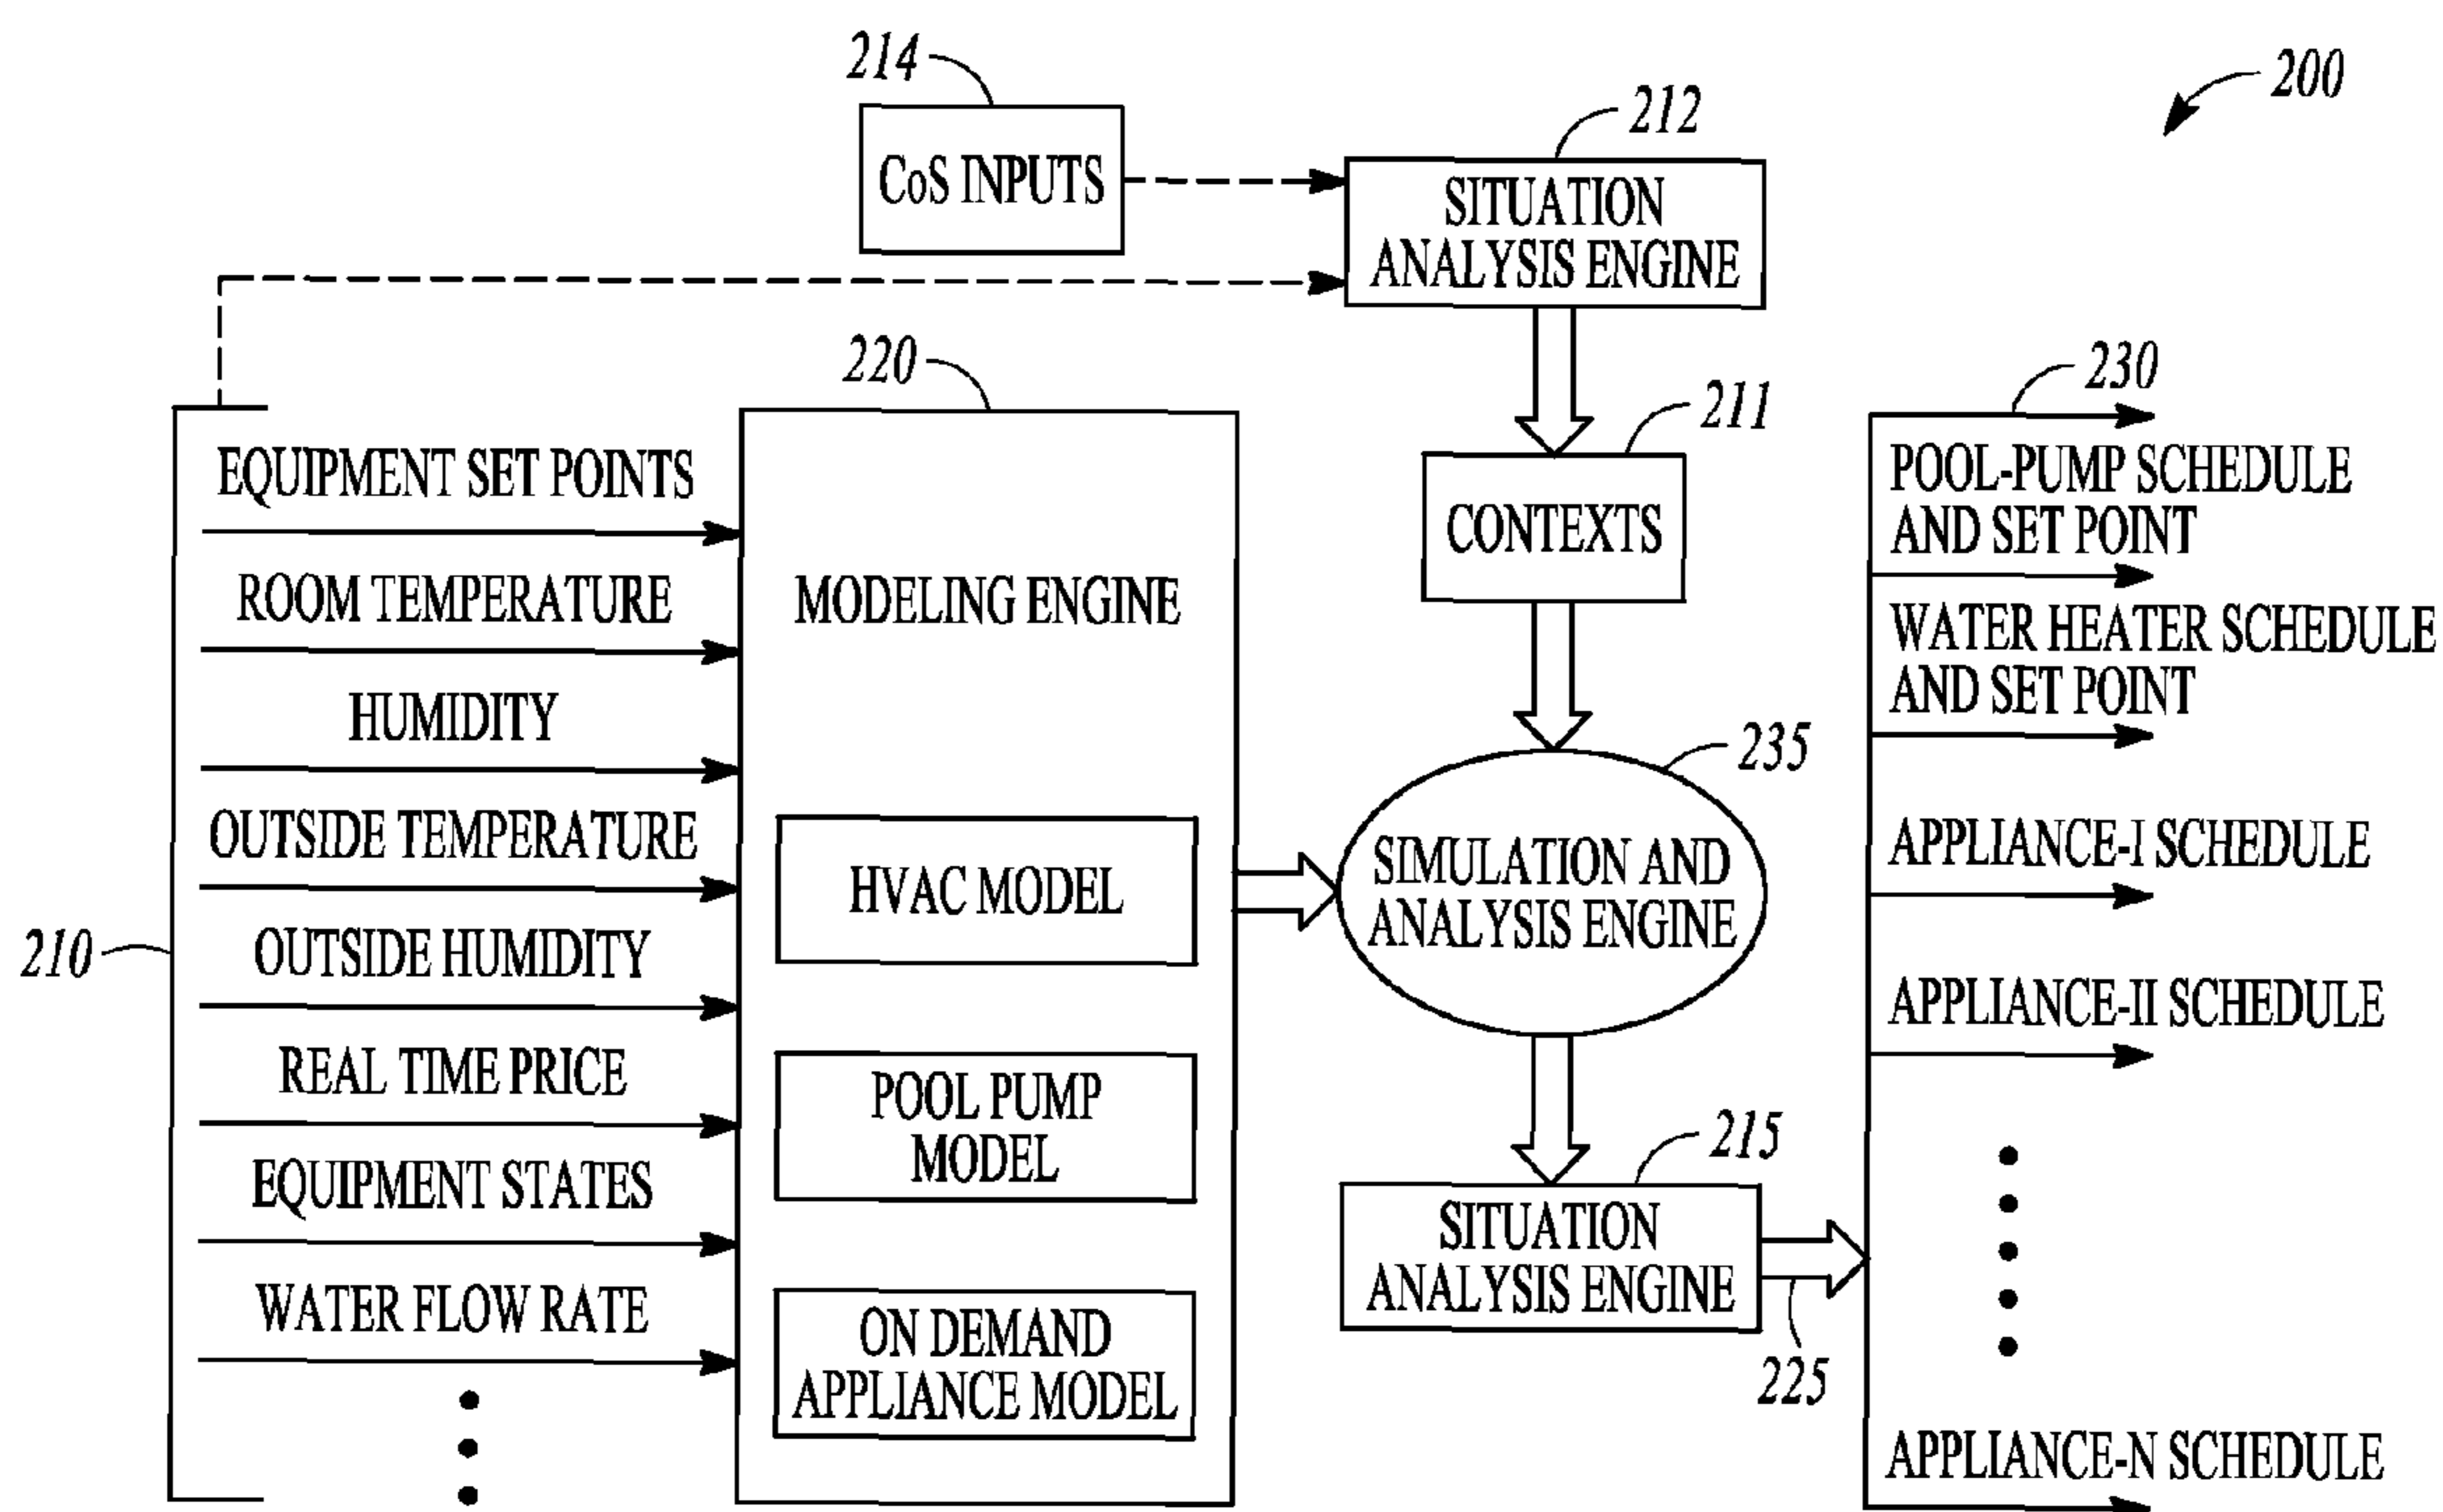 214
CoS INPUTS
212
SITUATION
ANALYSIS ENGINE
200
210
EQUIPMENT SET POINTS
ROOM TEMPERATURE
HUMIDITY
OUTSIDE TEMPERATURE
OUTSIDE HUMIDITY
REAL TIME PRICE
EQUIPMENT STATES
WATER FLOW RATE
220
MODELING ENGINE
HVAC MODEL
POOL PUMP
MODEL
ON DEMAND
APPLIANCE MODEL
211
CONTEXTS
235
SIMULATION AND
ANALYSIS ENGINE
215
SITUATION
ANALYSIS ENGINE
225
230
POOL-PUMP SCHEDULE
AND SET POINT
WATER HEATER SCHEDULE
AND SET POINT
APPLIANCE-I SCHEDULE
APPLIANCE-II SCHEDULE
APPLIANCE-N SCHEDULE